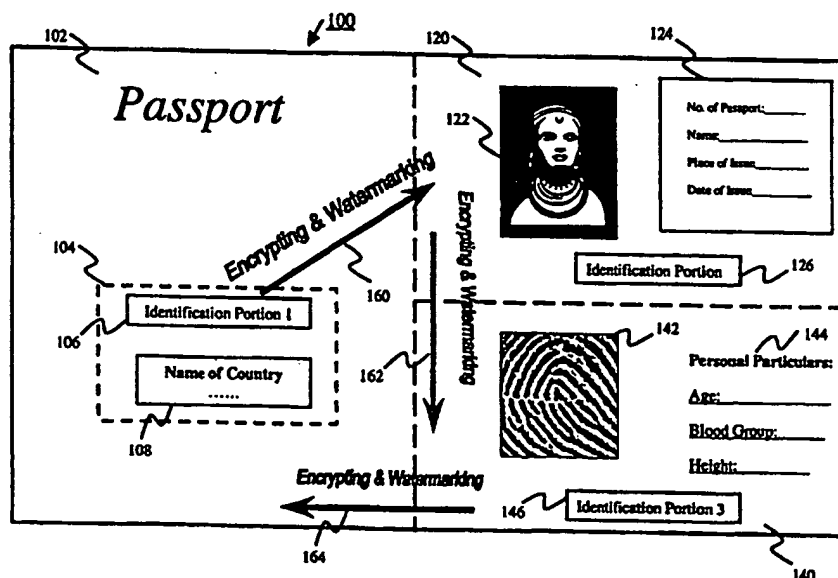 100
102
120
124
Passport
122
No. of Passport:
Name:
Place of Issue
Date of Issue
Encrypting & Watermarking
160
Encrypting & Watermarking
162
104
106
Identification Portion 1
Name of Country
......
108
Identification Portion
126
142
144
Personal Particulars:
Age:
Blood Group:
Height:
Encrypting & Watermarking
164
146
Identification Portion 3
140